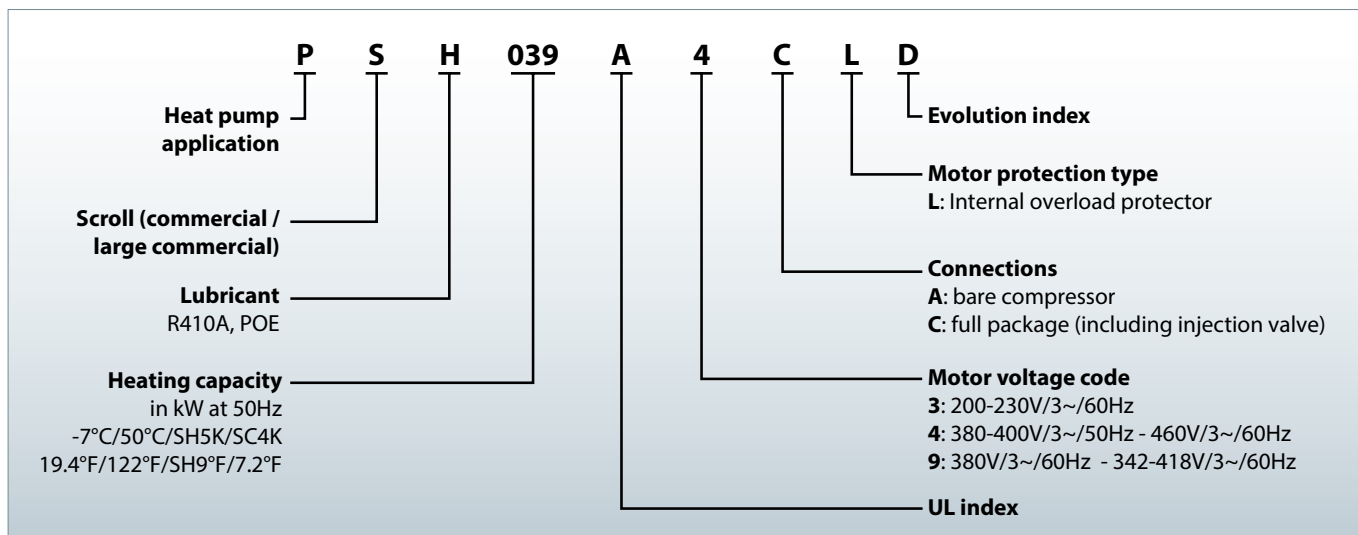 P S H 039 A 4 C L D
Heat pump
application
Scroll (commercial /
large commercial)
Lubricant
R410A, POE
Heating capacity
in kW at 50Hz
-7°C/50°C/SH5K/SC4K
19.4°F/122°F/SH9°F/7.2°F
Evolution index
Motor protection type
L: Internal overload protector
Connections
A: bare compressor
C: full package (including injection valve)
Motor voltage code
3: 200-230V/3~/60Hz
4: 380-400V/3~/50Hz - 460V/3~/60Hz
9: 380V/3~/60Hz - 342-418V/3~/60Hz
UL index